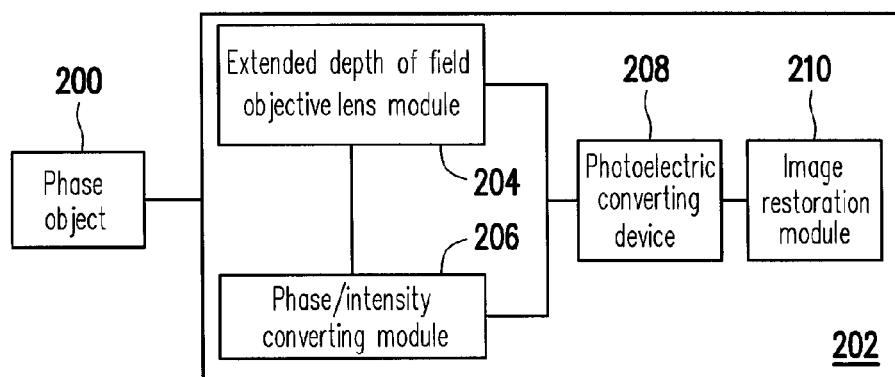 200
Phase
object
Extended depth of field
objective lens module
204
206
Phase/intensity
converting module
208
Photoelectric
converting
device
210
Image
restoration
module
202